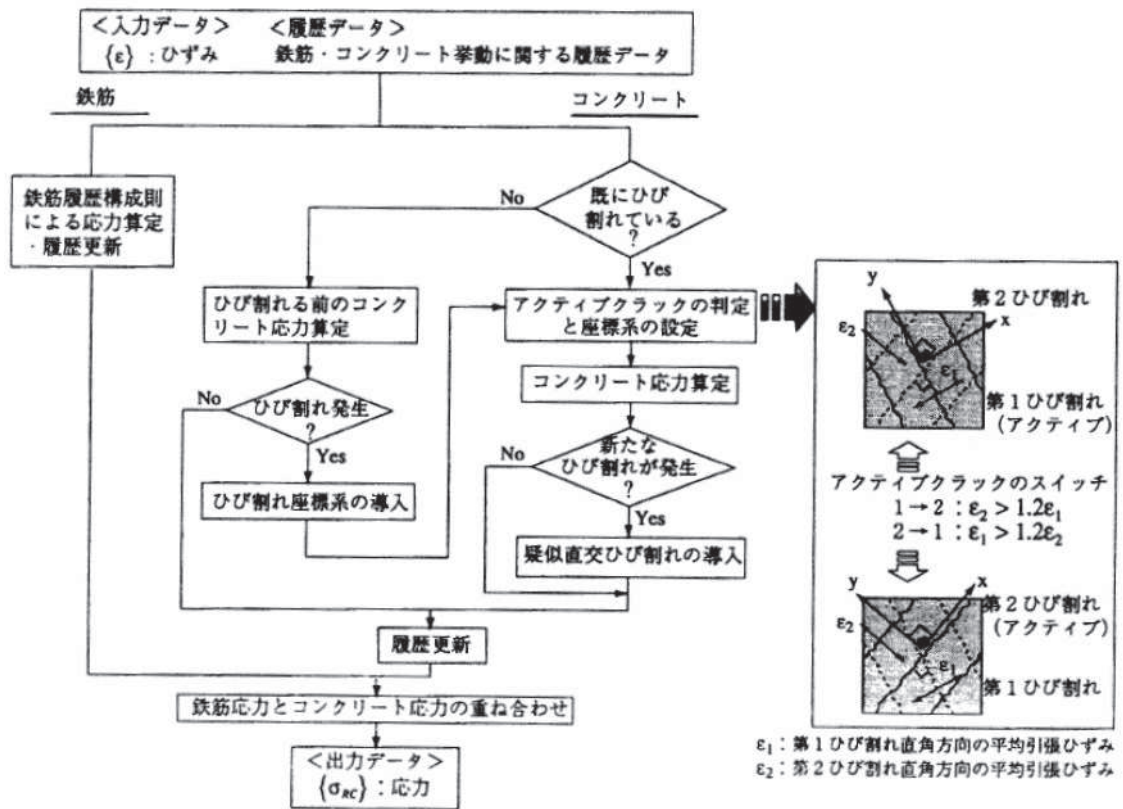 <入力データ> <履歴データ>
{ε}:ひずみ 鉄筋・コンクリート挙動に関する履歴データ
鉄筋
コンクリート
鉄筋履歴構成則
による応力算定
・履歴更新
既にひび
割れている
?
No
Yes
ひび割れる前のコンク
リート応力算定
アクティブクラックの判定
と座標系の設定
コンクリート応力算定
ひび割れ発生
?
No
Yes
新たな
ひび割れが発生
?
No
Yes
ひび割れ座標系の導入
疑似直交ひび割れの導入
履歴更新
鉄筋応力とコンクリート応力の重ね合わせ
<出力データ>
{σRC}:応力
y
第2ひび割れ
x
ε2
ε1
第1ひび割れ
(アクティブ)
アクティブクラックのスイッチ
1→2:ε2 > 1.2ε1
2→1:ε1 > 1.2ε2
y
x
第2ひび割れ
(アクティブ)
ε2
ε1
第1ひび割れ
ε1:第1ひび割れ直角方向の平均引張ひずみ
ε2:第2ひび割れ直角方向の平均引張ひずみ